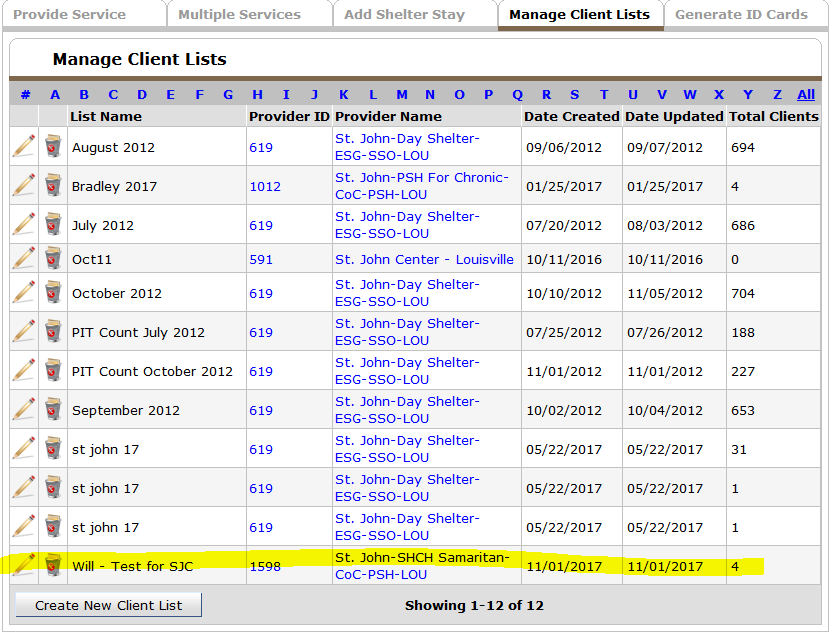 Provide Service Multiple Services Add Shelter Stay Manage Client Lists Generate ID Cards
Manage Client Lists
# A B C D E F G H I J K L M N O P Q R S T U V W X Y Z All
List Name Provider ID Provider Name Date Created Date Updated Total Clients
August 2012 619 St. John-Day Shelter- 09/06/2012 09/07/2012 694
ESG-SSO-LOU
Bradley 2017 1012 St. John-PSH For Chronic- 01/25/2017 01/25/2017 4
CoC-PSH-LOU
July 2012 619 St. John-Day Shelter- 07/20/2012 08/03/2012 686
ESG-SSO-LOU
Oct11 591 St. John Center - Louisville 10/11/2016 10/11/2016 0
October 2012 619 St. John-Day Shelter- 10/10/2012 11/05/2012 704
ESG-SSO-LOU
PIT Count July 2012 619 St. John-Day Shelter- 07/25/2012 07/26/2012 188
ESG-SSO-LOU
PIT Count October 2012 619 St. John-Day Shelter- 11/01/2012 11/01/2012 227
ESG-SSO-LOU
September 2012 619 St. John-Day Shelter- 10/02/2012 10/04/2012 653
ESG-SSO-LOU
st john 17 619 St. John-Day Shelter- 05/22/2017 05/22/2017 31
ESG-SSO-LOU
st john 17 619 St. John-Day Shelter- 05/22/2017 05/22/2017 1
ESG-SSO-LOU
st john 17 619 St. John-Day Shelter- 05/22/2017 05/22/2017 1
ESG-SSO-LOU
Will - Test for SJC 1598 St. John-SHCH Samaritan- 11/01/2017 11/01/2017 4
CoC-PSH-LOU
Create New Client List Showing 1-12 of 12